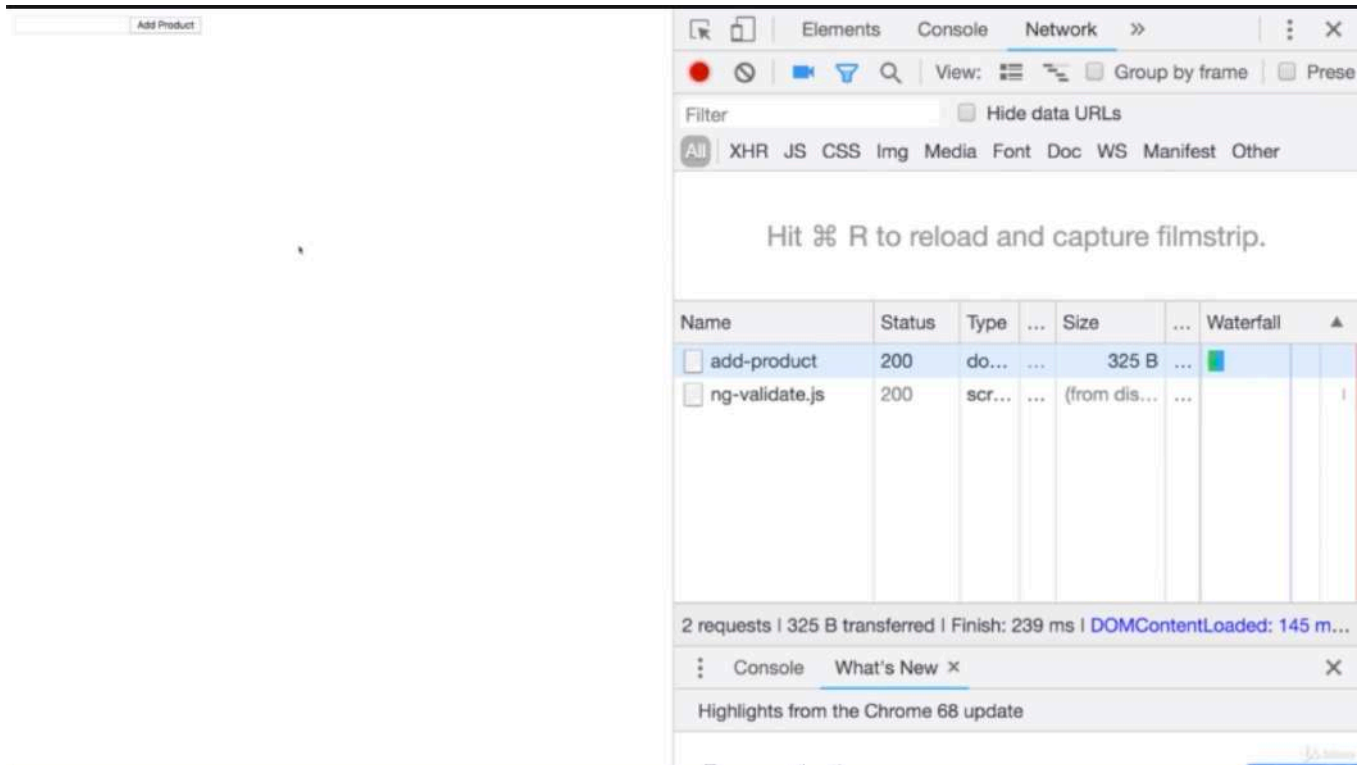 Add Product
Elements Console Network »
View: Group by frame Prese
Filter Hide data URLs
All XHR JS CSS Img Media Font Doc WS Manifest Other
Hit ⌘ R to reload and capture filmstrip.
Name Status Type ... Size ... Waterfall ▲
add-product 200 do... ... 325 B ...
ng-validate.js 200 scr... ... (from dis... ...
2 requests | 325 B transferred | Finish: 239 ms | DOMContentLoaded: 145 m...
Console What's New ×
Highlights from the Chrome 68 update